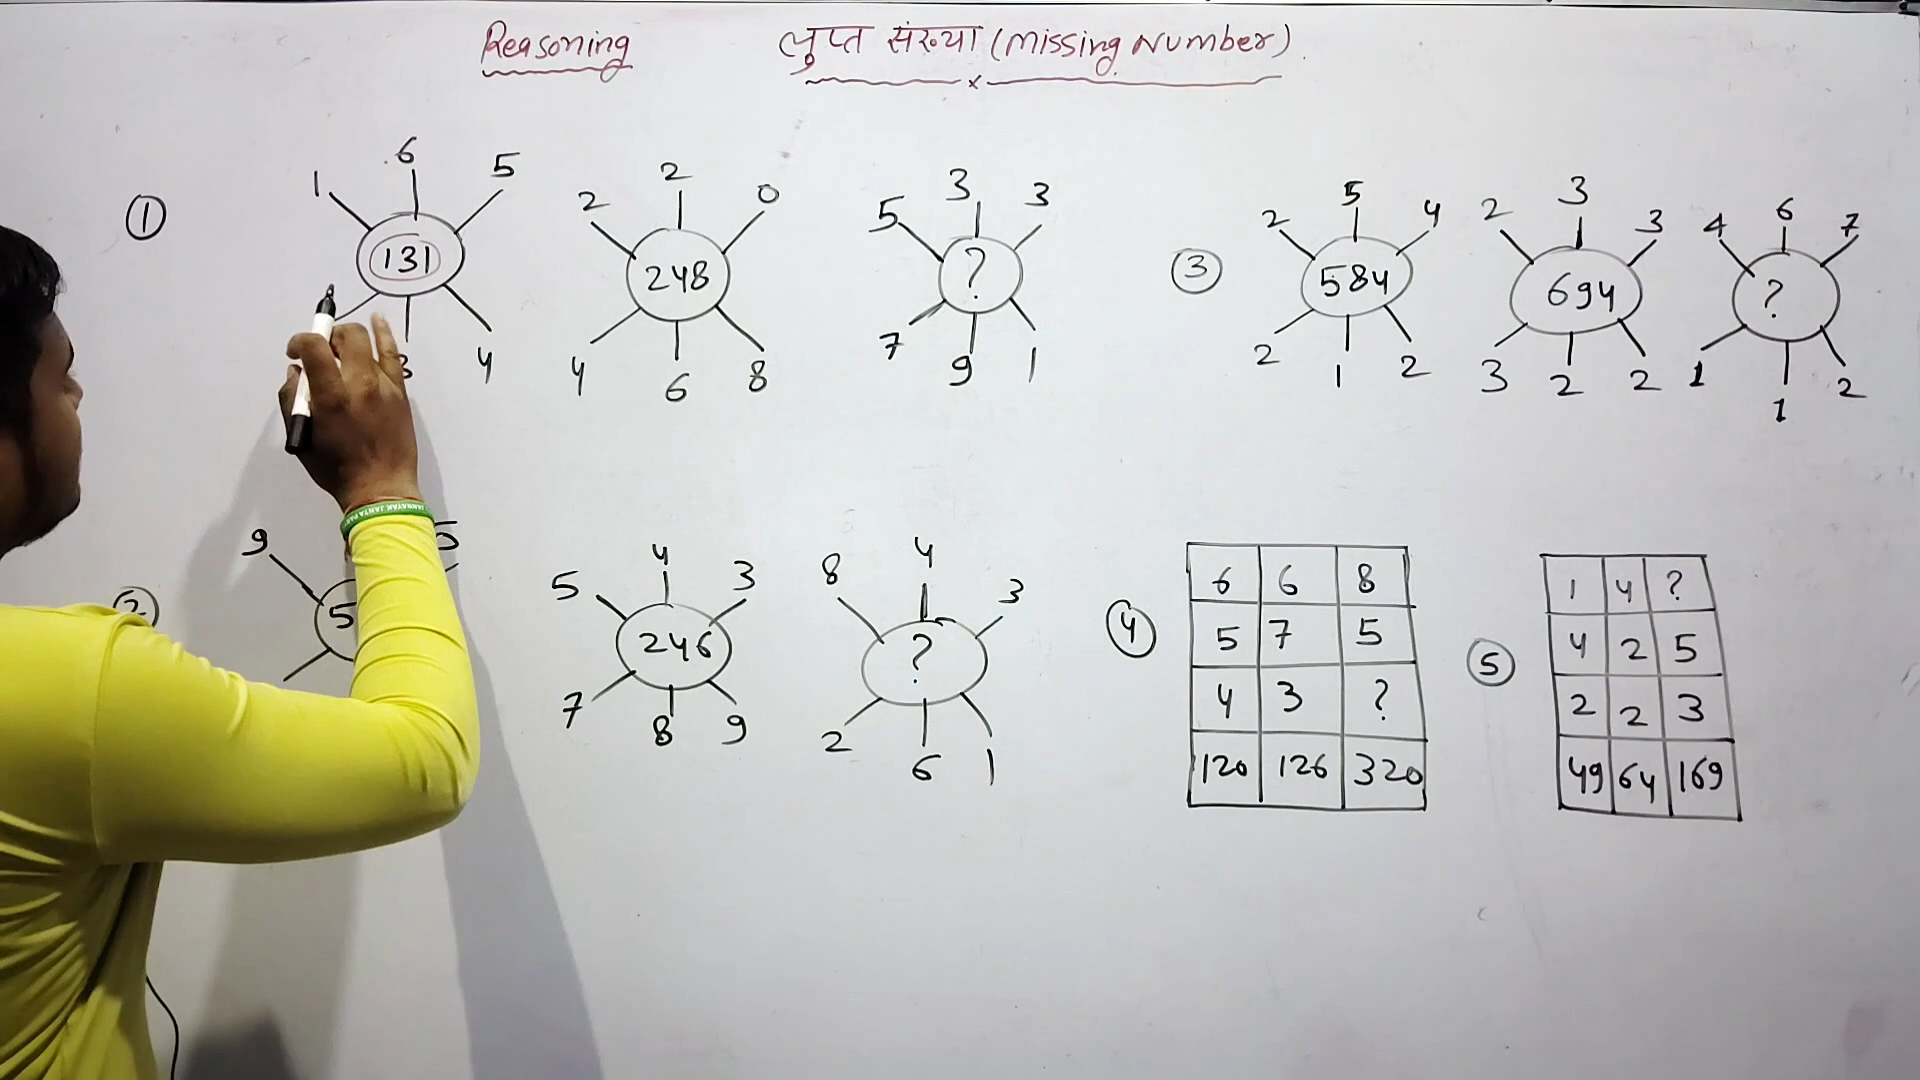 Reasoning
लुप्त संख्या (Missing Number)
①
1 6 5
131
3 4
2 2 0
248
4 6 8
5 3 3
?
7 9 1
③
2 5 4
584
2 1 2
2 3 3
694
3 2 2
4 6 7
?
1 1 2
②
9
5
5 4 3
246
7 8 9
8 4 3
?
2 6 1
④
6 6 8
5 7 5
4 3 ?
120 126 320
⑤
1 4 ?
4 2 5
2 2 3
49 64 169